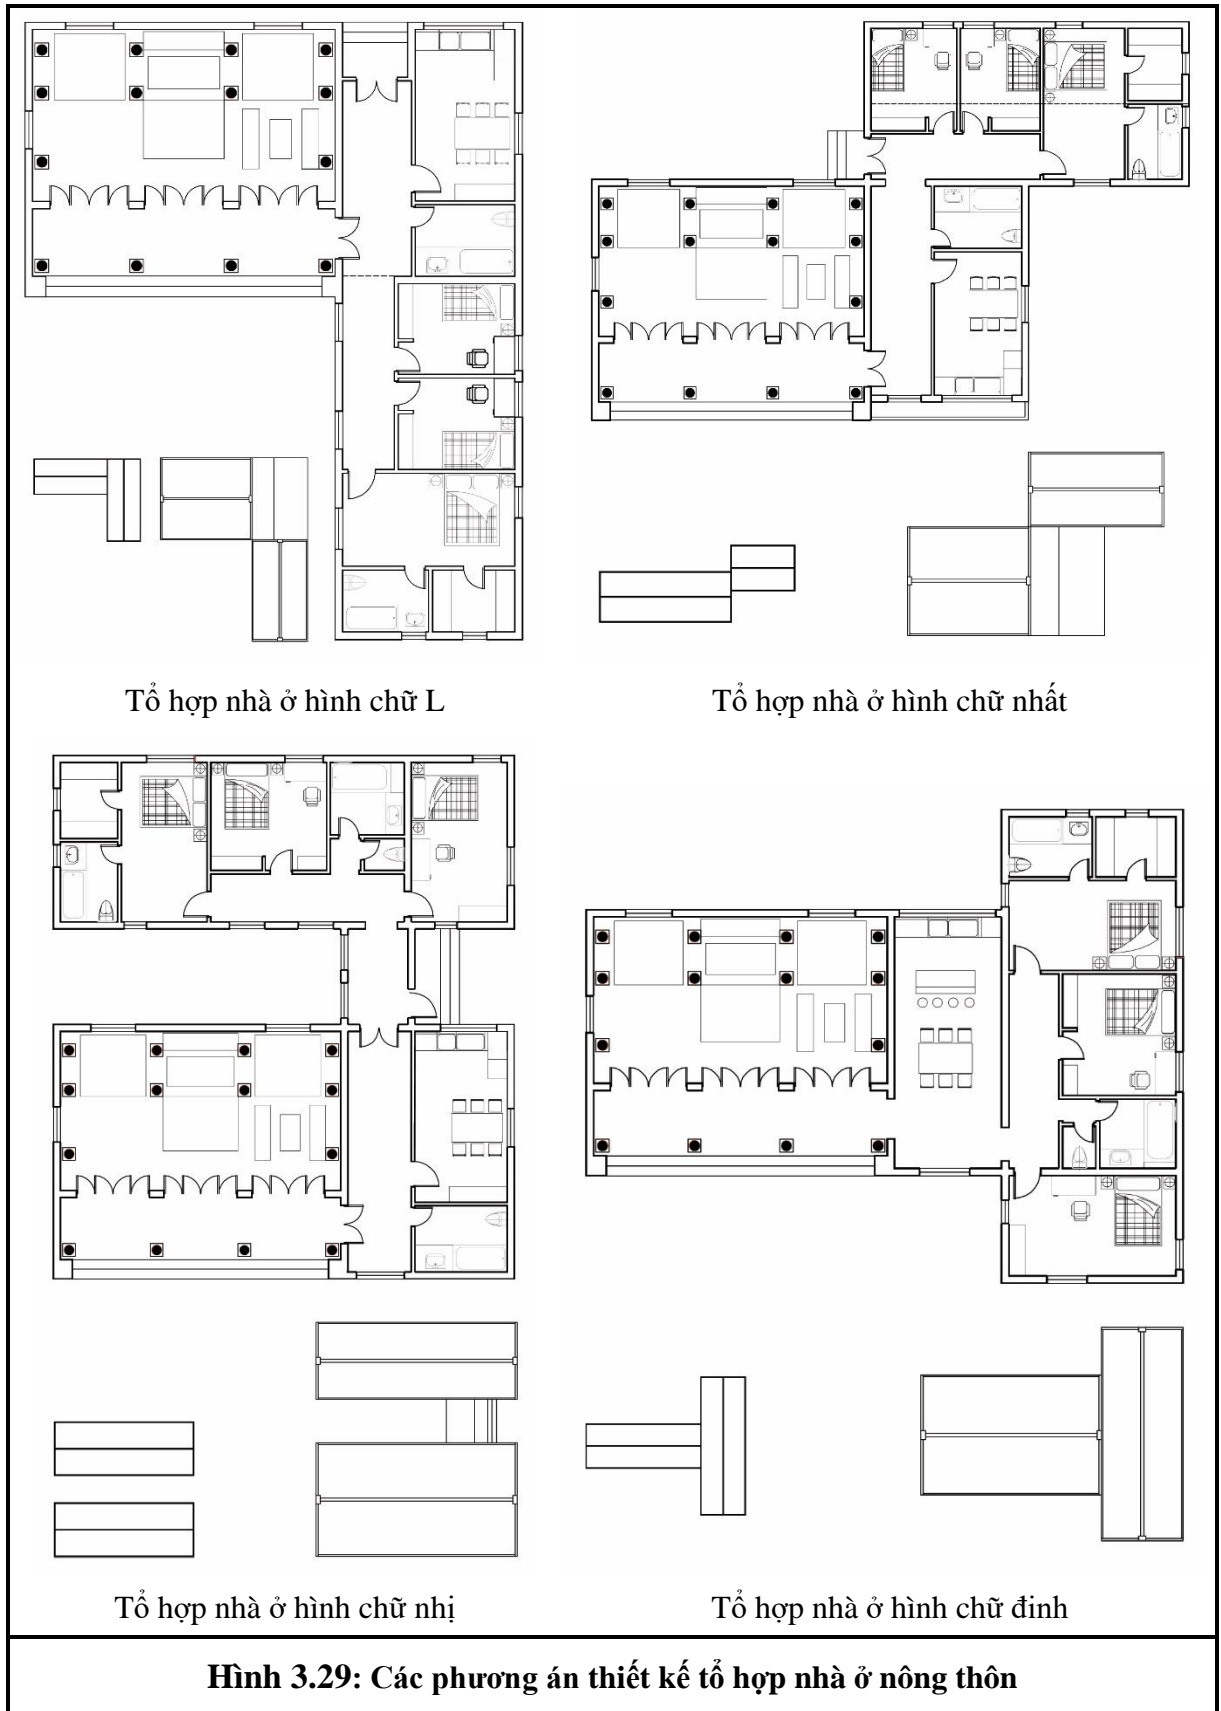 Tổ hợp nhà ở hình chữ L
Tổ hợp nhà ở hình chữ nhất
Tổ hợp nhà ở hình chữ nhị
Tổ hợp nhà ở hình chữ đinh
Hình 3.29: Các phương án thiết kế tổ hợp nhà ở nông thôn